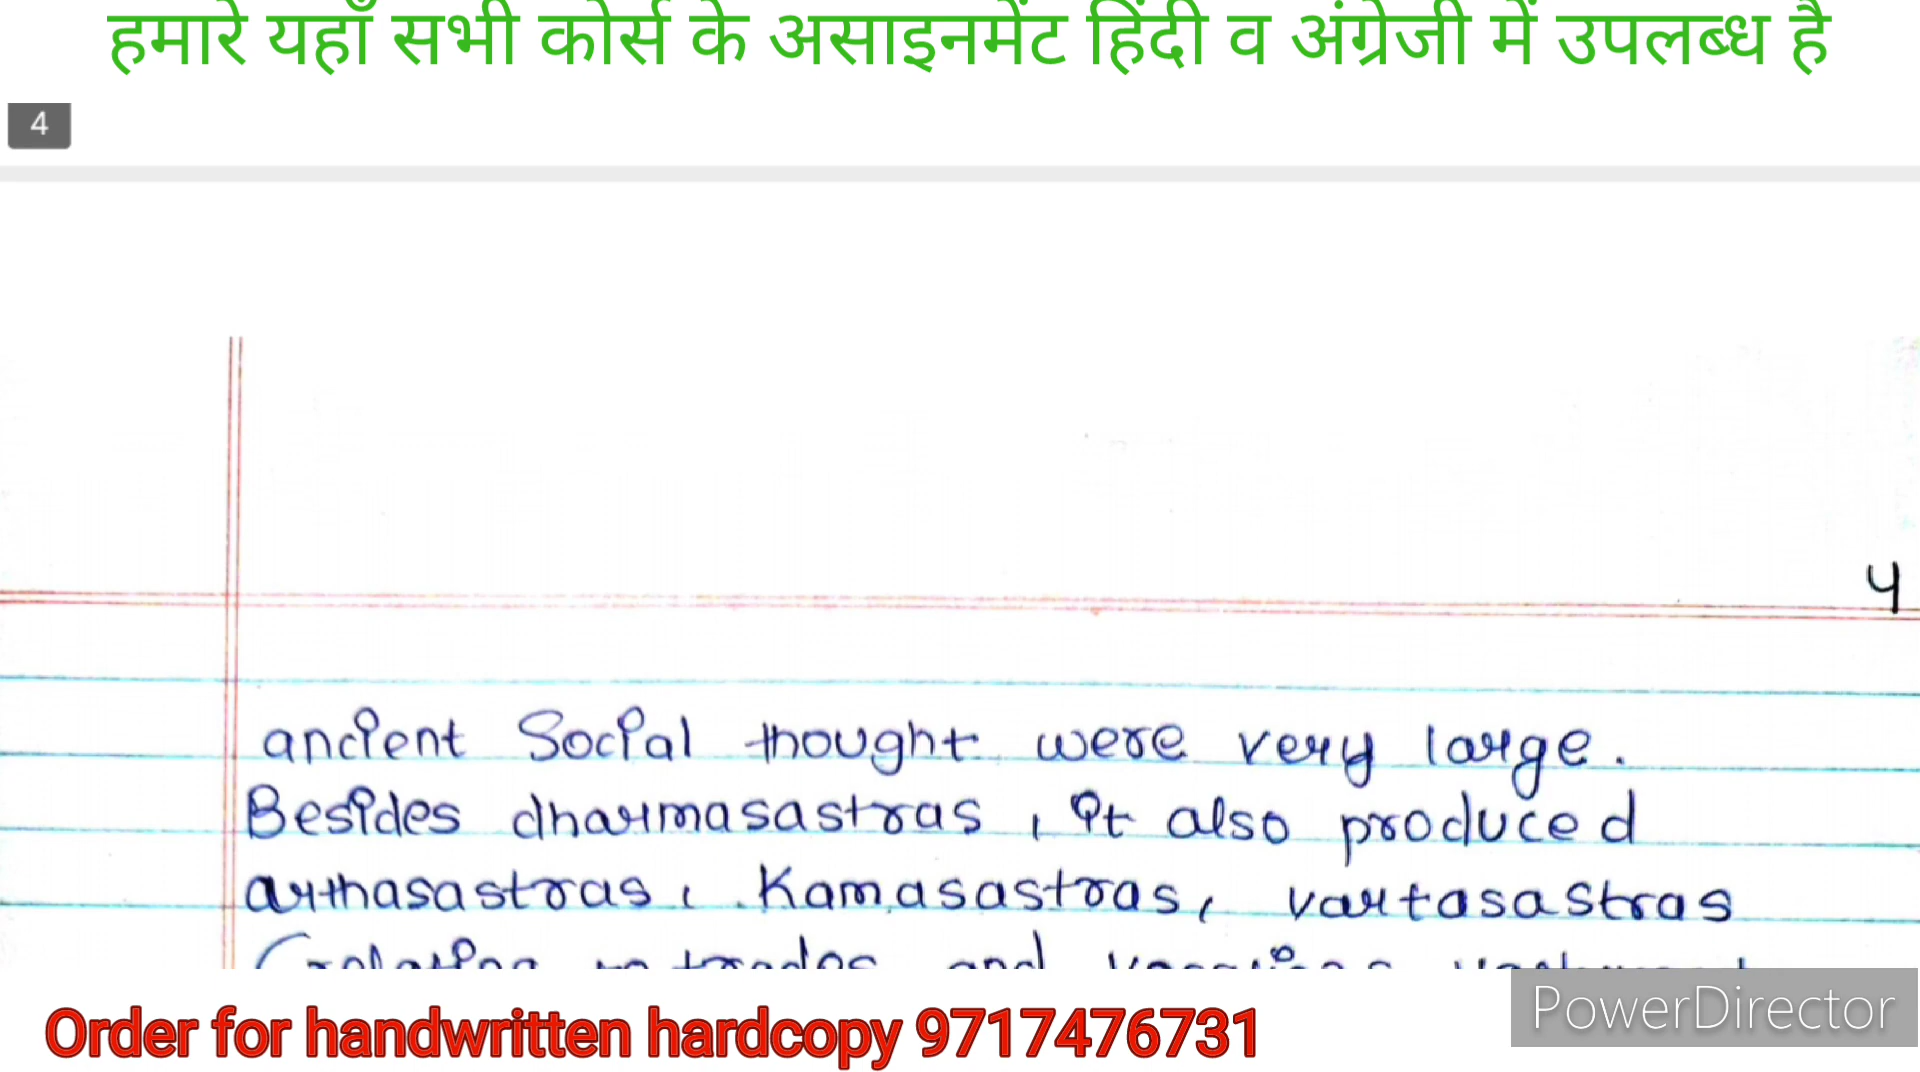 हमारे यहाँ सभी कोर्स के असाइनमेंट हिंदी व अंग्रेजी में उपलब्ध है
4
4
ancient Social thought were very large.
Besides dharmasastras, it also produced
arthasastras, Kamasastras, vartasastras
and
Order for handwritten hardcopy 9717476731
PowerDirector